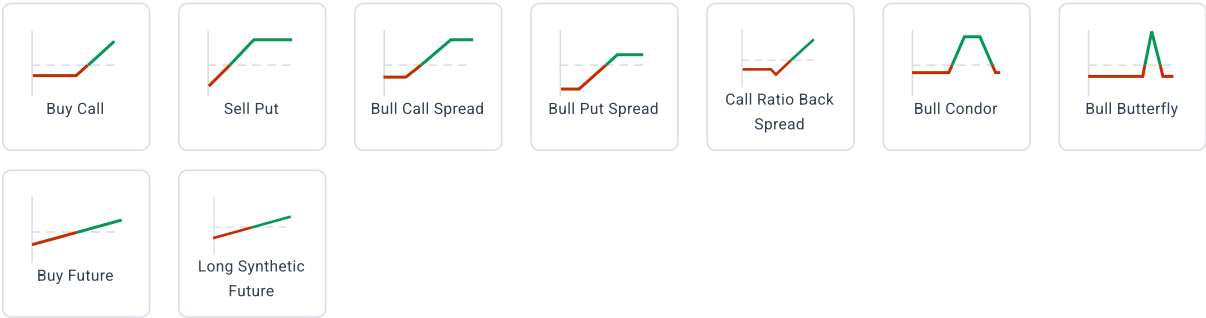 Buy Call
Sell Put
Bull Call Spread
Bull Put Spread
Call Ratio Back
Spread
Bull Condor
Bull Butterfly
Buy Future
Long Synthetic
Future